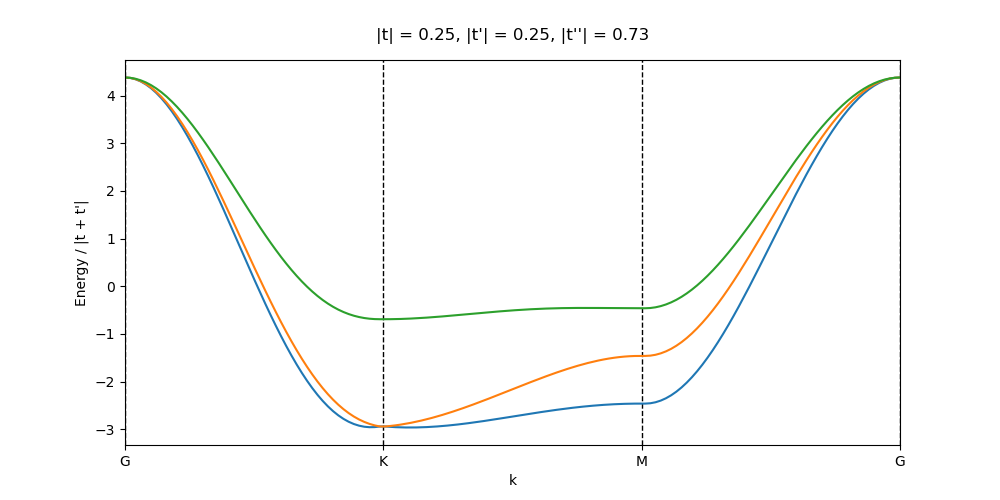 |t| = 0.25, |t'| = 0.25, |t''| = 0.73
Energy / |t + t'|
4
3
2
1
0
−1
−2
−3
G K M G
k